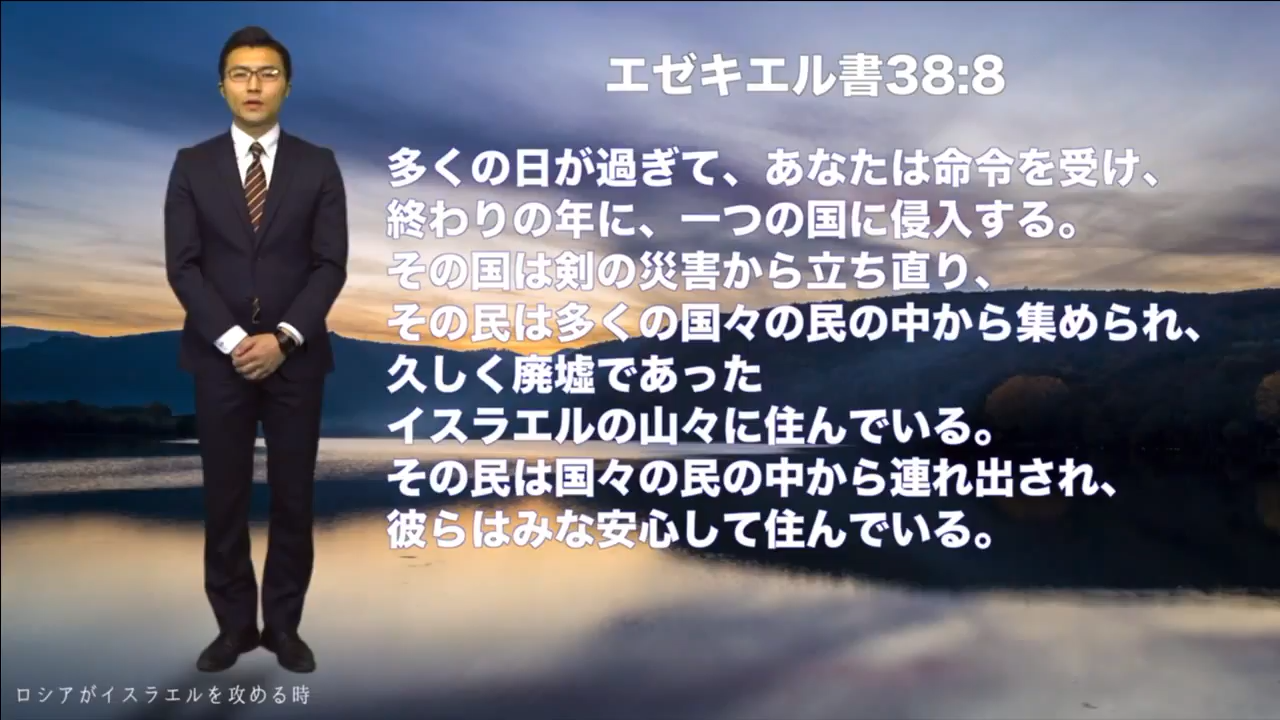 エゼキエル書38:8
多くの日が過ぎて、あなたは命令を受け、
終わりの年に、一つの国に侵入する。
その国は剣の災害から立ち直り、
その民は多くの国々の民の中から集められ、
久しく廃墟であった
イスラエルの山々に住んでいる。
その民は国々の民の中から連れ出され、
彼らはみな安心して住んでいる。
ロシアがイスラエルを攻める時